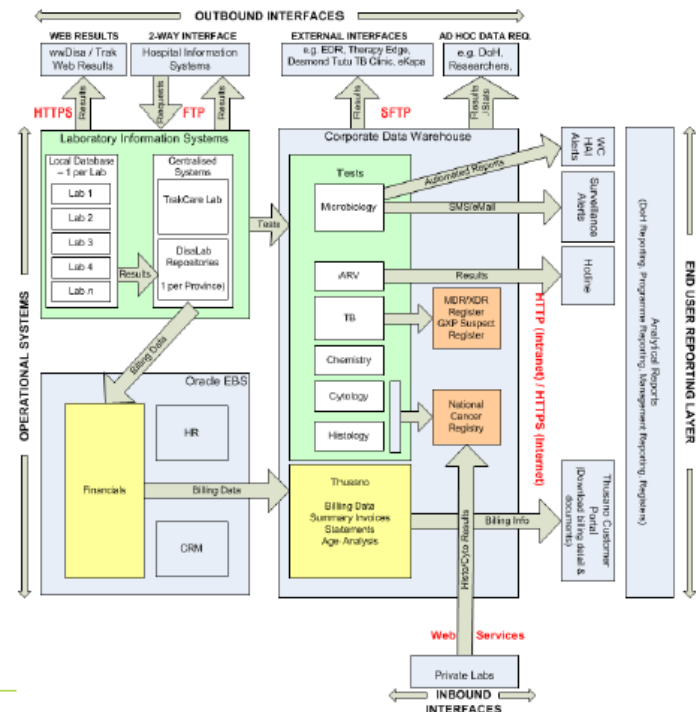 OUTBOUND INTERFACES
WEB RESULTS
2-WAY INTERFACE
EXTERNAL INTERFACES
AD HOC DATA REQ.
wwDisa / Trak
Web Results
Hospital Information
Systems
e.g. EDR, Therapy Edge,
Desmond Tutu TB Clinic, eKapa
e.g. DoH,
Researchers,
HTTPS
Results
Requests
FTP
Results
Results
SFTP
Results
/Stats
Laboratory Information Systems
Corporate Data Warehouse
Local Database
– 1 per Lab
Lab 1
Lab 2
Lab 3
Lab 4
Lab n
Results
Centralised
Systems
TrakCare Lab
DisaLab
Repositories
1 per Province)
Tests
Tests
Microbiology
ARV
TB
Chemistry
Cytology
Histology
Automated Reports
SMS/eMail
Results
MDR/XDR
Register
GXP Suspect
Register
National
Cancer
Registry
WC
HAI
Alerts
Surveillance
Alerts
Hotline
HTTP (Intranet) / HTTPS (Internet)
Analytical Reports
(DoH Reporting, Programme Reporting, Management Reporting, Registers)
END USER REPORTING LAYER
OPERATIONAL SYSTEMS
Billing Data
Oracle EBS
Financials
HR
CRM
Billing Data
Thusano
Billing Data
Summary Invoices
Statements
Age-Analysis
Billing Info
Thusano Customer
Portal
(Download billing detail &
documents)
Histo/Cyto Results
Web Services
Private Labs
INBOUND
INTERFACES